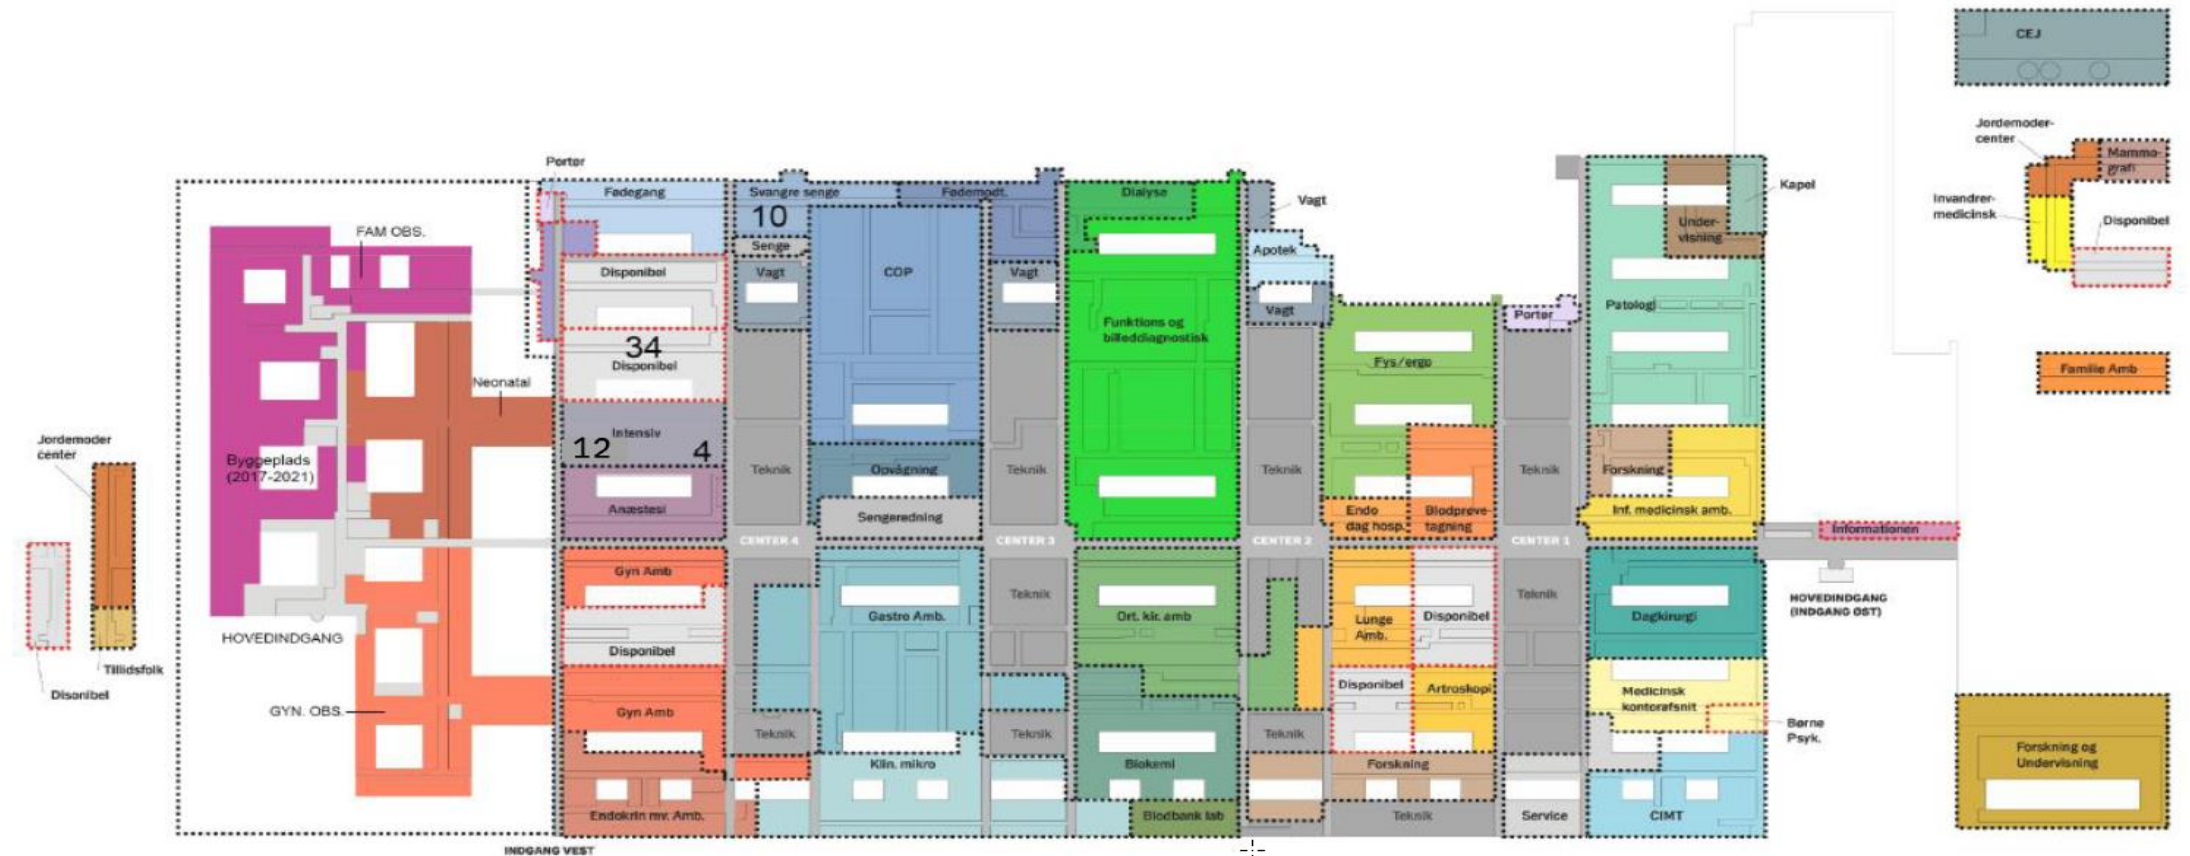 CEJ
Jordemoder-
center
Mammo-
grafi
Invandrer-
medicinsk
Disponibel
Familie Amb
Portør
Fødegang
Svangre senge
10
Senge
Vagt
Fødemodt.
Vagt
COP
Dialyse
Funktions og
billeddiagnostisk
Vagt
Apotek
Vagt
Fys/ergo
Portør
Under-
visning
Kapel
Patologi
FAM OBS.
Disponibel
34
Disponibel
Neonatal
Intensiv
12
4
Anæstesi
Teknik
Opvågning
Sengeredning
Teknik
Teknik
Endo
dag hosp.
Blodprøve-
tagning
Teknik
Forskning
Inf. medicinsk amb.
Informationen
Jordemoder
center
Byggeplads
(2017-2021)
CENTER 4
CENTER 3
CENTER 2
CENTER 1
HOVEDINDGANG
(INDGANG ØST)
Gyn Amb
Disponibel
Gyn Amb
Gastro Amb.
Teknik
Ort. kir. amb
Lunge
Amb.
Disponibel
Teknik
Dagkirurgi
HOVEDINDGANG
Tillidsfolk
Disonibel
GYN. OBS.
Disponibel
Artroskopi
Medicinsk
kontorafsnit
Børne
Psyk.
Teknik
Teknik
Teknik
Klin. mikro
Biokemi
Forskning
Endokrin mv. Amb.
Blodbank lab
Teknik
Service
CIMT
Forskning og
Undervisning
INDGANG VEST